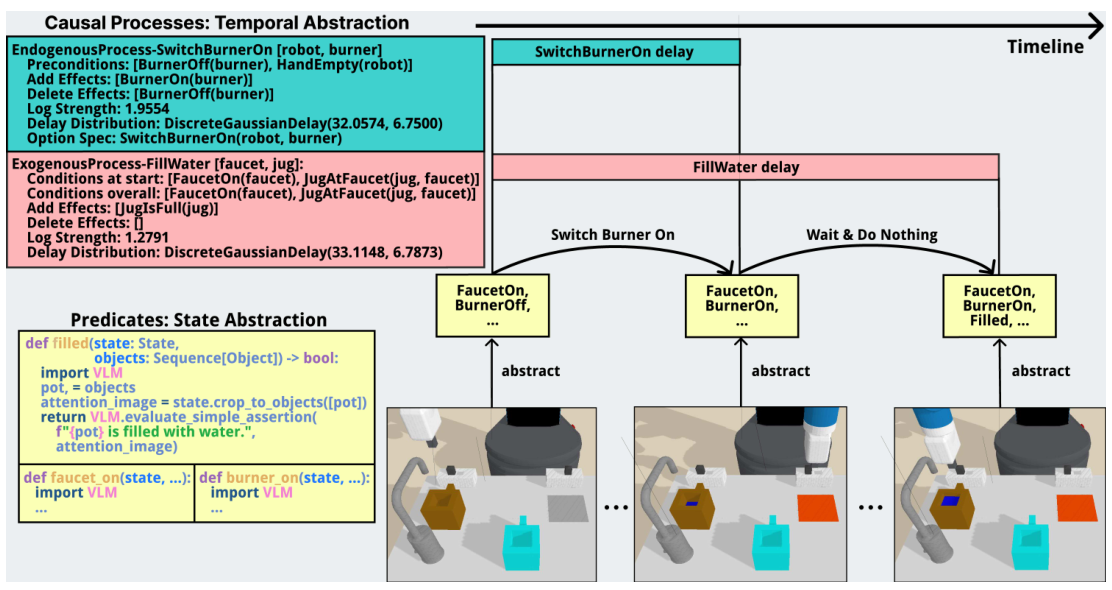 Causal Processes: Temporal Abstraction
Timeline
EndogenousProcess-SwitchBurnerOn [robot, burner]
Preconditions: [BurnerOff(burner), HandEmpty(robot)]
Add Effects: [BurnerOn(burner)]
Delete Effects: [BurnerOff(burner)]
Log Strength: 1.9554
Delay Distribution: DiscreteGaussianDelay(32.0574, 6.7500)
Option Spec: SwitchBurnerOn(robot, burner)
ExogenousProcess-FillWater [faucet, jug]:
Conditions at start: [FaucetOn(faucet), JugAtFaucet(jug, faucet)]
Conditions overall: [FaucetOn(faucet), JugAtFaucet(jug, faucet)]
Add Effects: [JugIsFull(jug)]
Delete Effects: []
Log Strength: 1.2791
Delay Distribution: DiscreteGaussianDelay(33.1148, 6.7873)
SwitchBurnerOn delay
FillWater delay
Switch Burner On
Wait & Do Nothing
FaucetOn,
BurnerOff,
...
FaucetOn,
BurnerOn,
...
FaucetOn,
BurnerOn,
Filled, ...
abstract
abstract
abstract
Predicates: State Abstraction
def filled(state: State,
objects: Sequence[Object]) -> bool:
import VLM
pot, = objects
attention_image = state.crop_to_objects([pot])
return VLM.evaluate_simple_assertion(
f"{pot} is filled with water.",
attention_image)
def faucet_on(state, ...):
import VLM
...
def burner_on(state, ...):
import VLM
...
... ...